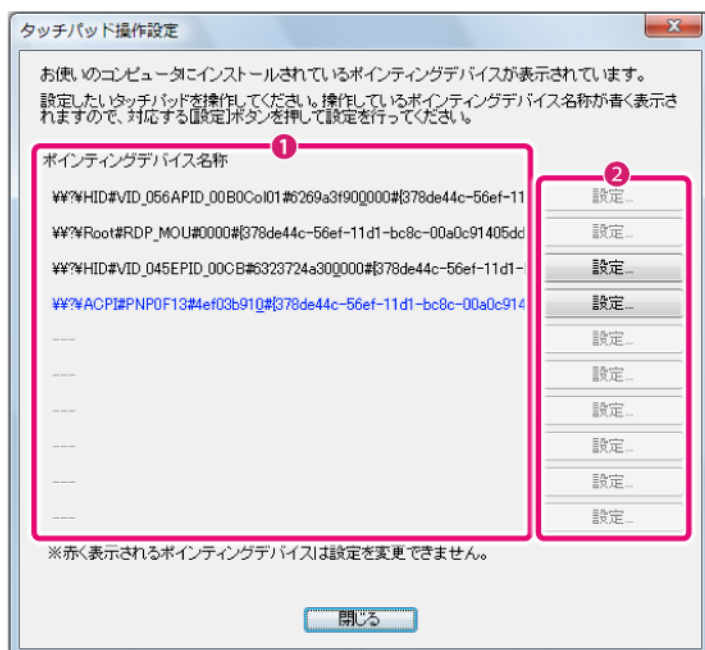 タッチパッド操作設定
お使いのコンピュータにインストールされているポインティングデバイスが表示されています。
設定したいタッチパッドを操作してください。操作しているポインティングデバイス名称が青く表示さ
れますので、対応する[設定]ボタンを押して設定を行ってください。
❶
ポインティングデバイス名称
❷
¥¥?¥HID#VID_056APID_00B0Col01#6269a3f900000#{378de44c-56ef-11 設定...
¥¥?¥Root#RDP_MOU#0000#{378de44c-56ef-11d1-bc8c-00a0c91405dd 設定...
¥¥?¥HID#VID_045EPID_00CB#6323724a300000#{378de44c-56ef-11d1- 設定...
¥¥?¥ACPI#PNP0F13#4ef03b910#{378de44c-56ef-11d1-bc8c-00a0c914 設定...
--- 設定...
--- 設定...
--- 設定...
--- 設定...
--- 設定...
--- 設定...
※赤く表示されるポインティングデバイスは設定を変更できません。
閉じる